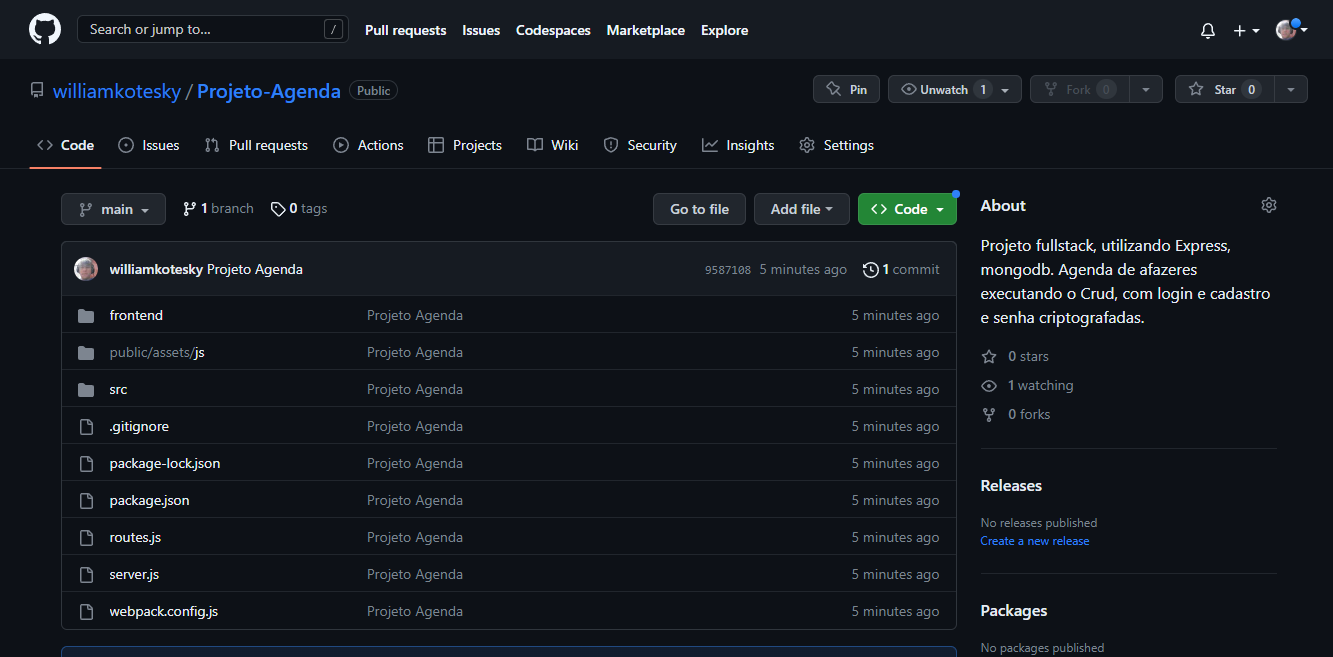 Search or jump to... /
Pull requests Issues Codespaces Marketplace Explore
williamkotesky / Projeto-Agenda Public
Pin Unwatch 1 Fork 0 Star 0
Code Issues Pull requests Actions Projects Wiki Security Insights Settings
main 1 branch 0 tags Go to file Add file Code
williamkotesky Projeto Agenda 9587108 5 minutes ago 1 commit
frontend Projeto Agenda 5 minutes ago
public/assets/js Projeto Agenda 5 minutes ago
src Projeto Agenda 5 minutes ago
.gitignore Projeto Agenda 5 minutes ago
package-lock.json Projeto Agenda 5 minutes ago
package.json Projeto Agenda 5 minutes ago
routes.js Projeto Agenda 5 minutes ago
server.js Projeto Agenda 5 minutes ago
webpack.config.js Projeto Agenda 5 minutes ago
About
Projeto fullstack, utilizando Express,
mongodb. Agenda de afazeres
executando o Crud, com login e cadastro
e senha criptografadas.
0 stars
1 watching
0 forks
Releases
No releases published
Create a new release
Packages
No packages published